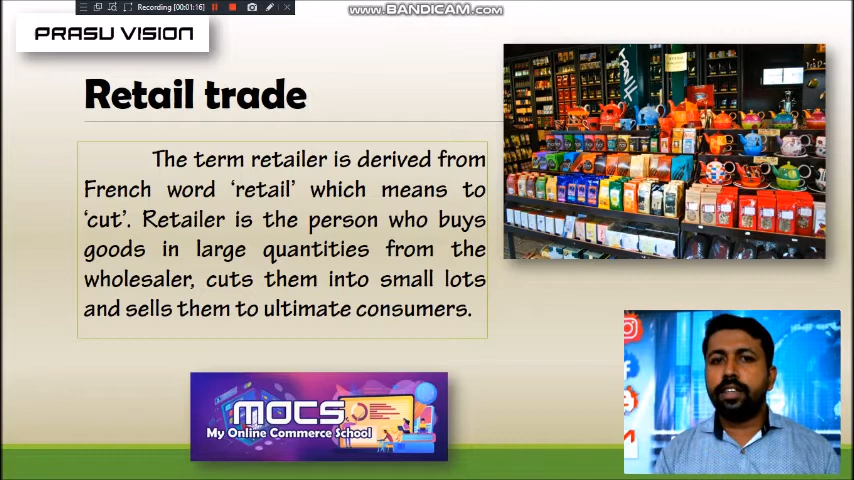 Recording [00:01:16]
www.BANDICAM.com
PRASU VISION
Retail trade
The term retailer is derived from
French word ‘retail’ which means to
‘cut’. Retailer is the person who buys
goods in large quantities from the
wholesaler, cuts them into small lots
and sells them to ultimate consumers.
MOCS
My Online Commerce School